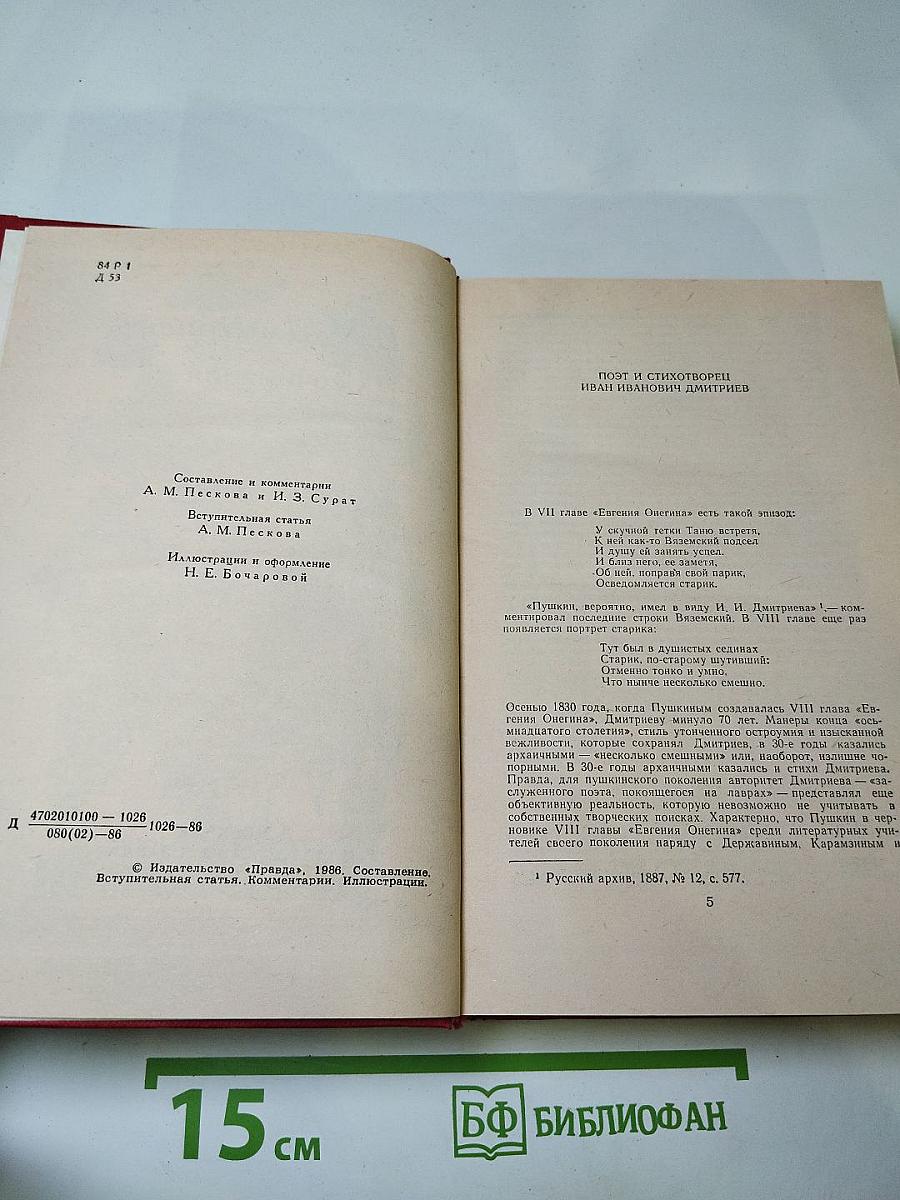 84 Р 1
Д 53
Составление и комментарии
А. М. Пескова и И. З. Сурат
Вступительная статья
А. М. Пескова
Иллюстрации и оформление
Н. Е. Бочаровой
Д 4702010100 — 1026
080(02)—86 1026—86
© Издательство «Правда», 1986. Составление.
Вступительная статья. Комментарии. Иллюстрации.
ПОЭТ И СТИХОТВОРЕЦ
ИВАН ИВАНОВИЧ ДМИТРИЕВ
В VII главе «Евгения Онегина» есть такой эпизод:
У скучной тетки Таню встретя,
К ней как-то Вяземский подсел
И душу ей занять успел.
И близ него, ее заметя,
Об ней, поправя свой парик,
Осведомляется старик.
«Пушкин, вероятно, имел в виду И. И. Дмитриева» ¹,— ком-
ментировал последние строки Вяземский. В VIII главе еще раз
появляется портрет старика:
Тут был в душистых сединах
Старик, по-старому шутивший:
Отменно тонко и умно,
Что нынче несколько смешно.
Осенью 1830 года, когда Пушкиным создавалась VIII глава «Ев-
гения Онегина», Дмитриеву минуло 70 лет. Манеры конца «ось-
мнадцатого столетия», стиль утонченного остроумия и изысканной
вежливости, которые сохранял Дмитриев, в 30-е годы казались
архаичными — «несколько смешными» или, наоборот, излишне чо-
порными. В 30-е годы архаичными казались и стихи Дмитриева.
Правда, для пушкинского поколения авторитет Дмитриева — «за-
служенного поэта, покоящегося на лаврах» — представлял еще
объективную реальность, которую невозможно не учитывать в
собственных творческих поисках. Характерно, что Пушкин в чер-
новике VIII главы «Евгения Онегина» среди литературных учи-
телей своего поколения наряду с Державиным, Карамзиным и
¹ Русский архив, 1887, № 12, с. 577.
5
15 см
БФ БИБЛИОФАН